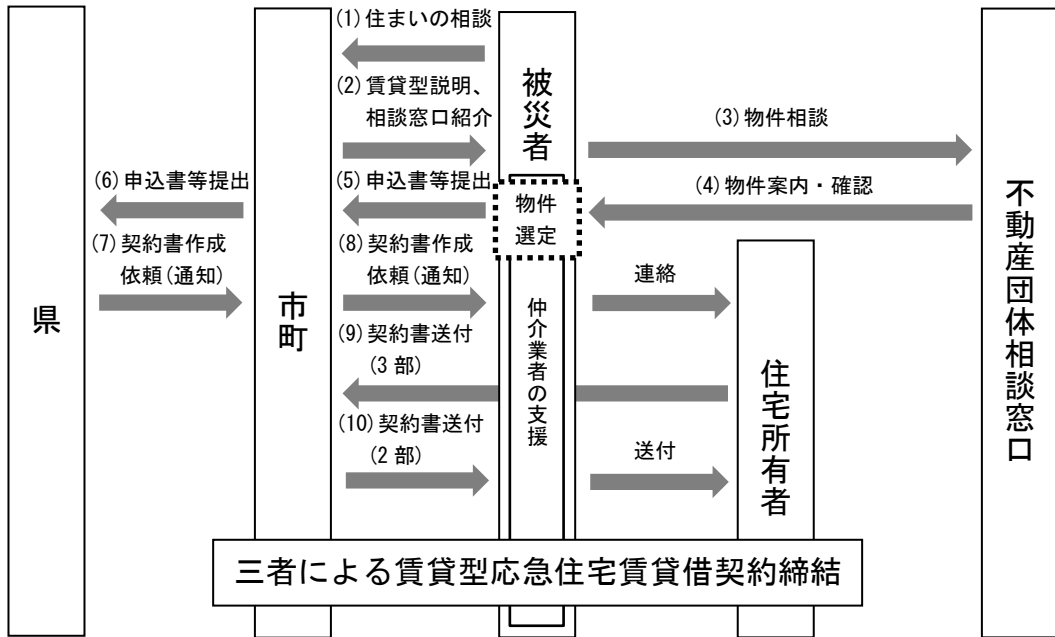 (1)住まいの相談
(2)賃貸型説明、
相談窓口紹介
被災者
(3)物件相談
(6)申込書等提出
(5)申込書等提出
物件
選定
(4)物件案内・確認
不動産団体相談窓口
(7)契約書作成
依頼(通知)
(8)契約書作成
依頼(通知)
連絡
県
市町
仲介業者の支援
(9)契約書送付
(3部)
住宅所有者
(10)契約書送付
(2部)
送付
三者による賃貸型応急住宅賃貸借契約締結